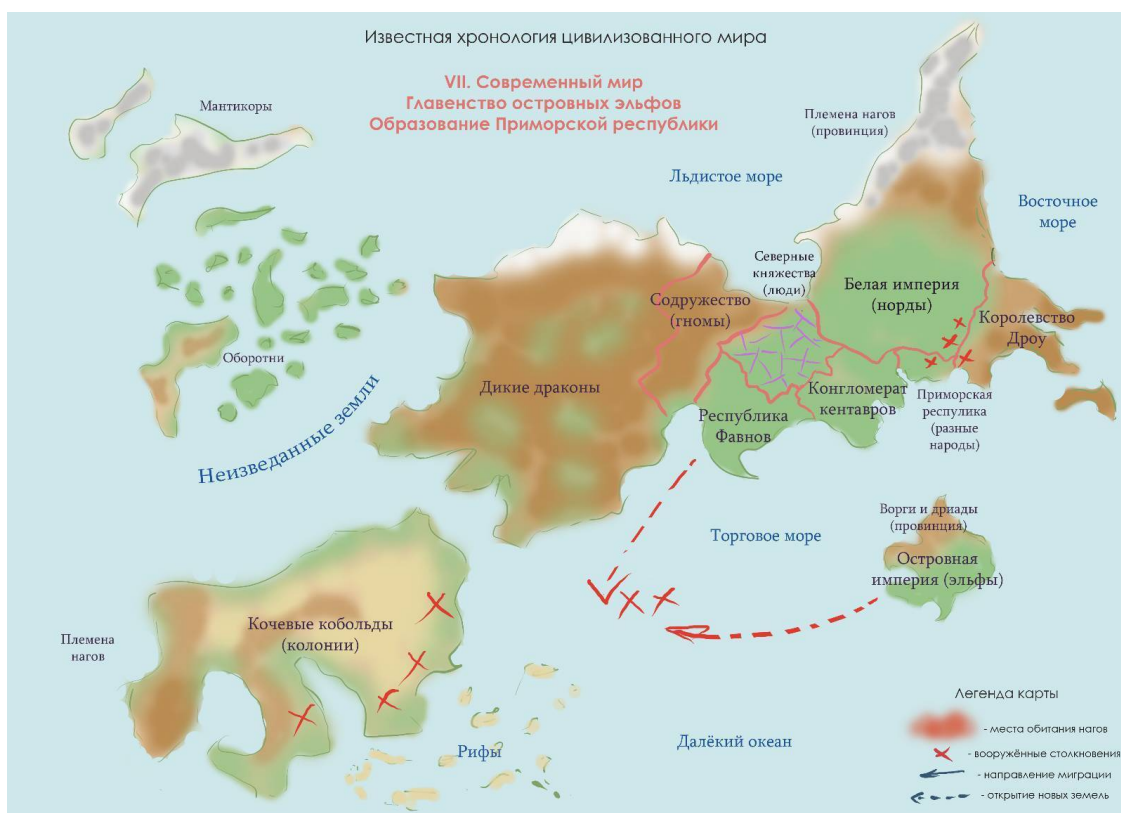 Известная хронология цивилизованного мира
VII. Современный мир
Главенство островных эльфов
Образование Приморской республики
Мантикоры
Племена нагов
(провинция)
Льдистое море
Восточное
море
Северные
княжества
(люди)
Белая империя
(норды)
Содружество
(гномы)
Королевство
Дроу
Оборотни
Дикие драконы
Конгломерат
кентавров
Приморская
респулика
(разные
народы)
Республика
Фавнов
Неизведанные земли
Ворги и дриады
(провинция)
Торговое море
Островная
империя (эльфы)
Кочевые кобольды
(колонии)
Племена
нагов
Легенда карты
- места обитания нагов
Далёкий океан
Рифы
- вооружённые столкновения
- направление миграции
- открытие новых земель